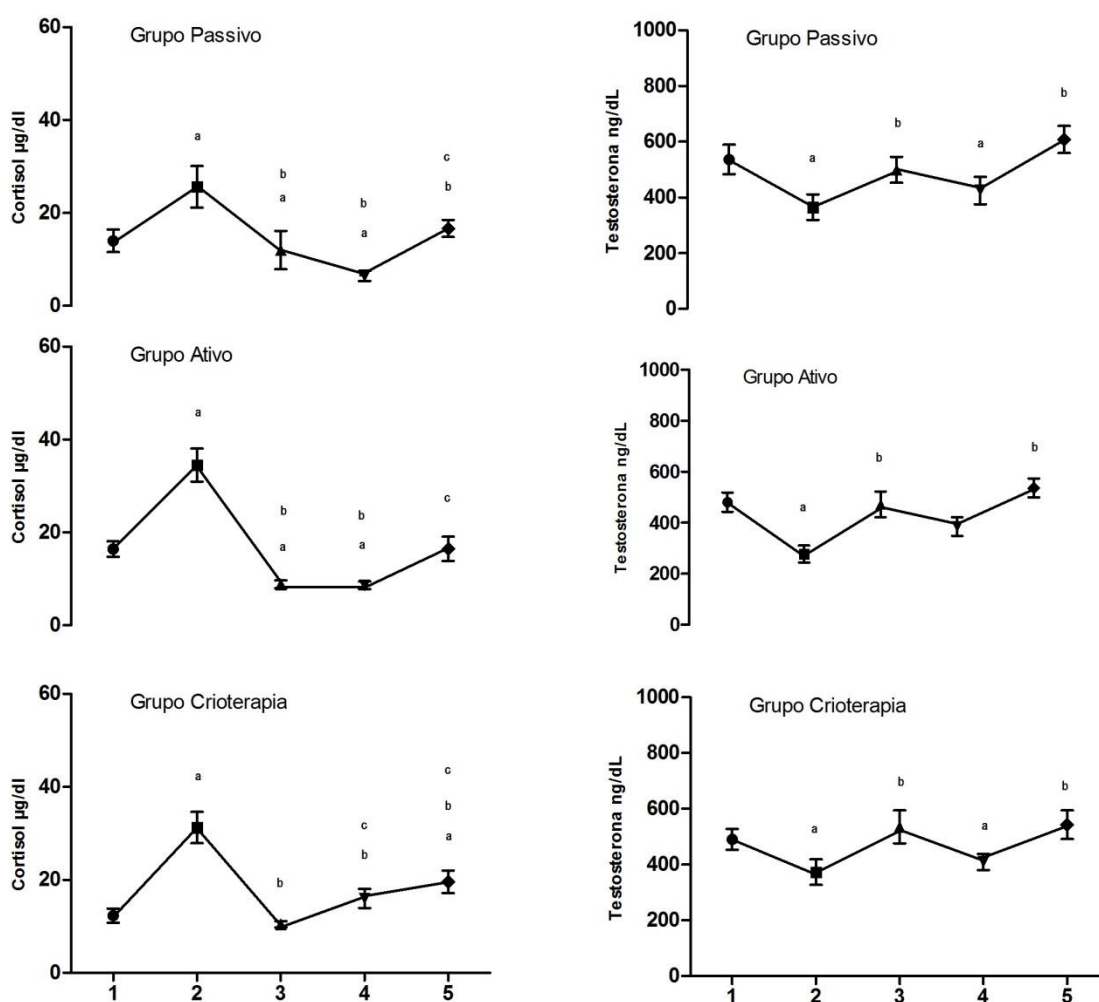 Grupo Passivo
Cortisol µg/dl
60
40
20
0
a
b
a
b
a
c
b
Grupo Passivo
Testosterona ng/dL
1000
800
600
400
200
0
a
b
a
b
Grupo Ativo
Cortisol µg/dl
60
40
20
0
a
b
a
b
a
c
Grupo Ativo
Testosterona ng/dL
1000
800
600
400
200
0
a
b
b
Grupo Crioterapia
Cortisol µg/dl
60
40
20
0
a
b
c
b
c
b
a
1 2 3 4 5
Grupo Crioterapia
Testosterona ng/dL
1000
800
600
400
200
0
a
b
a
b
1 2 3 4 5